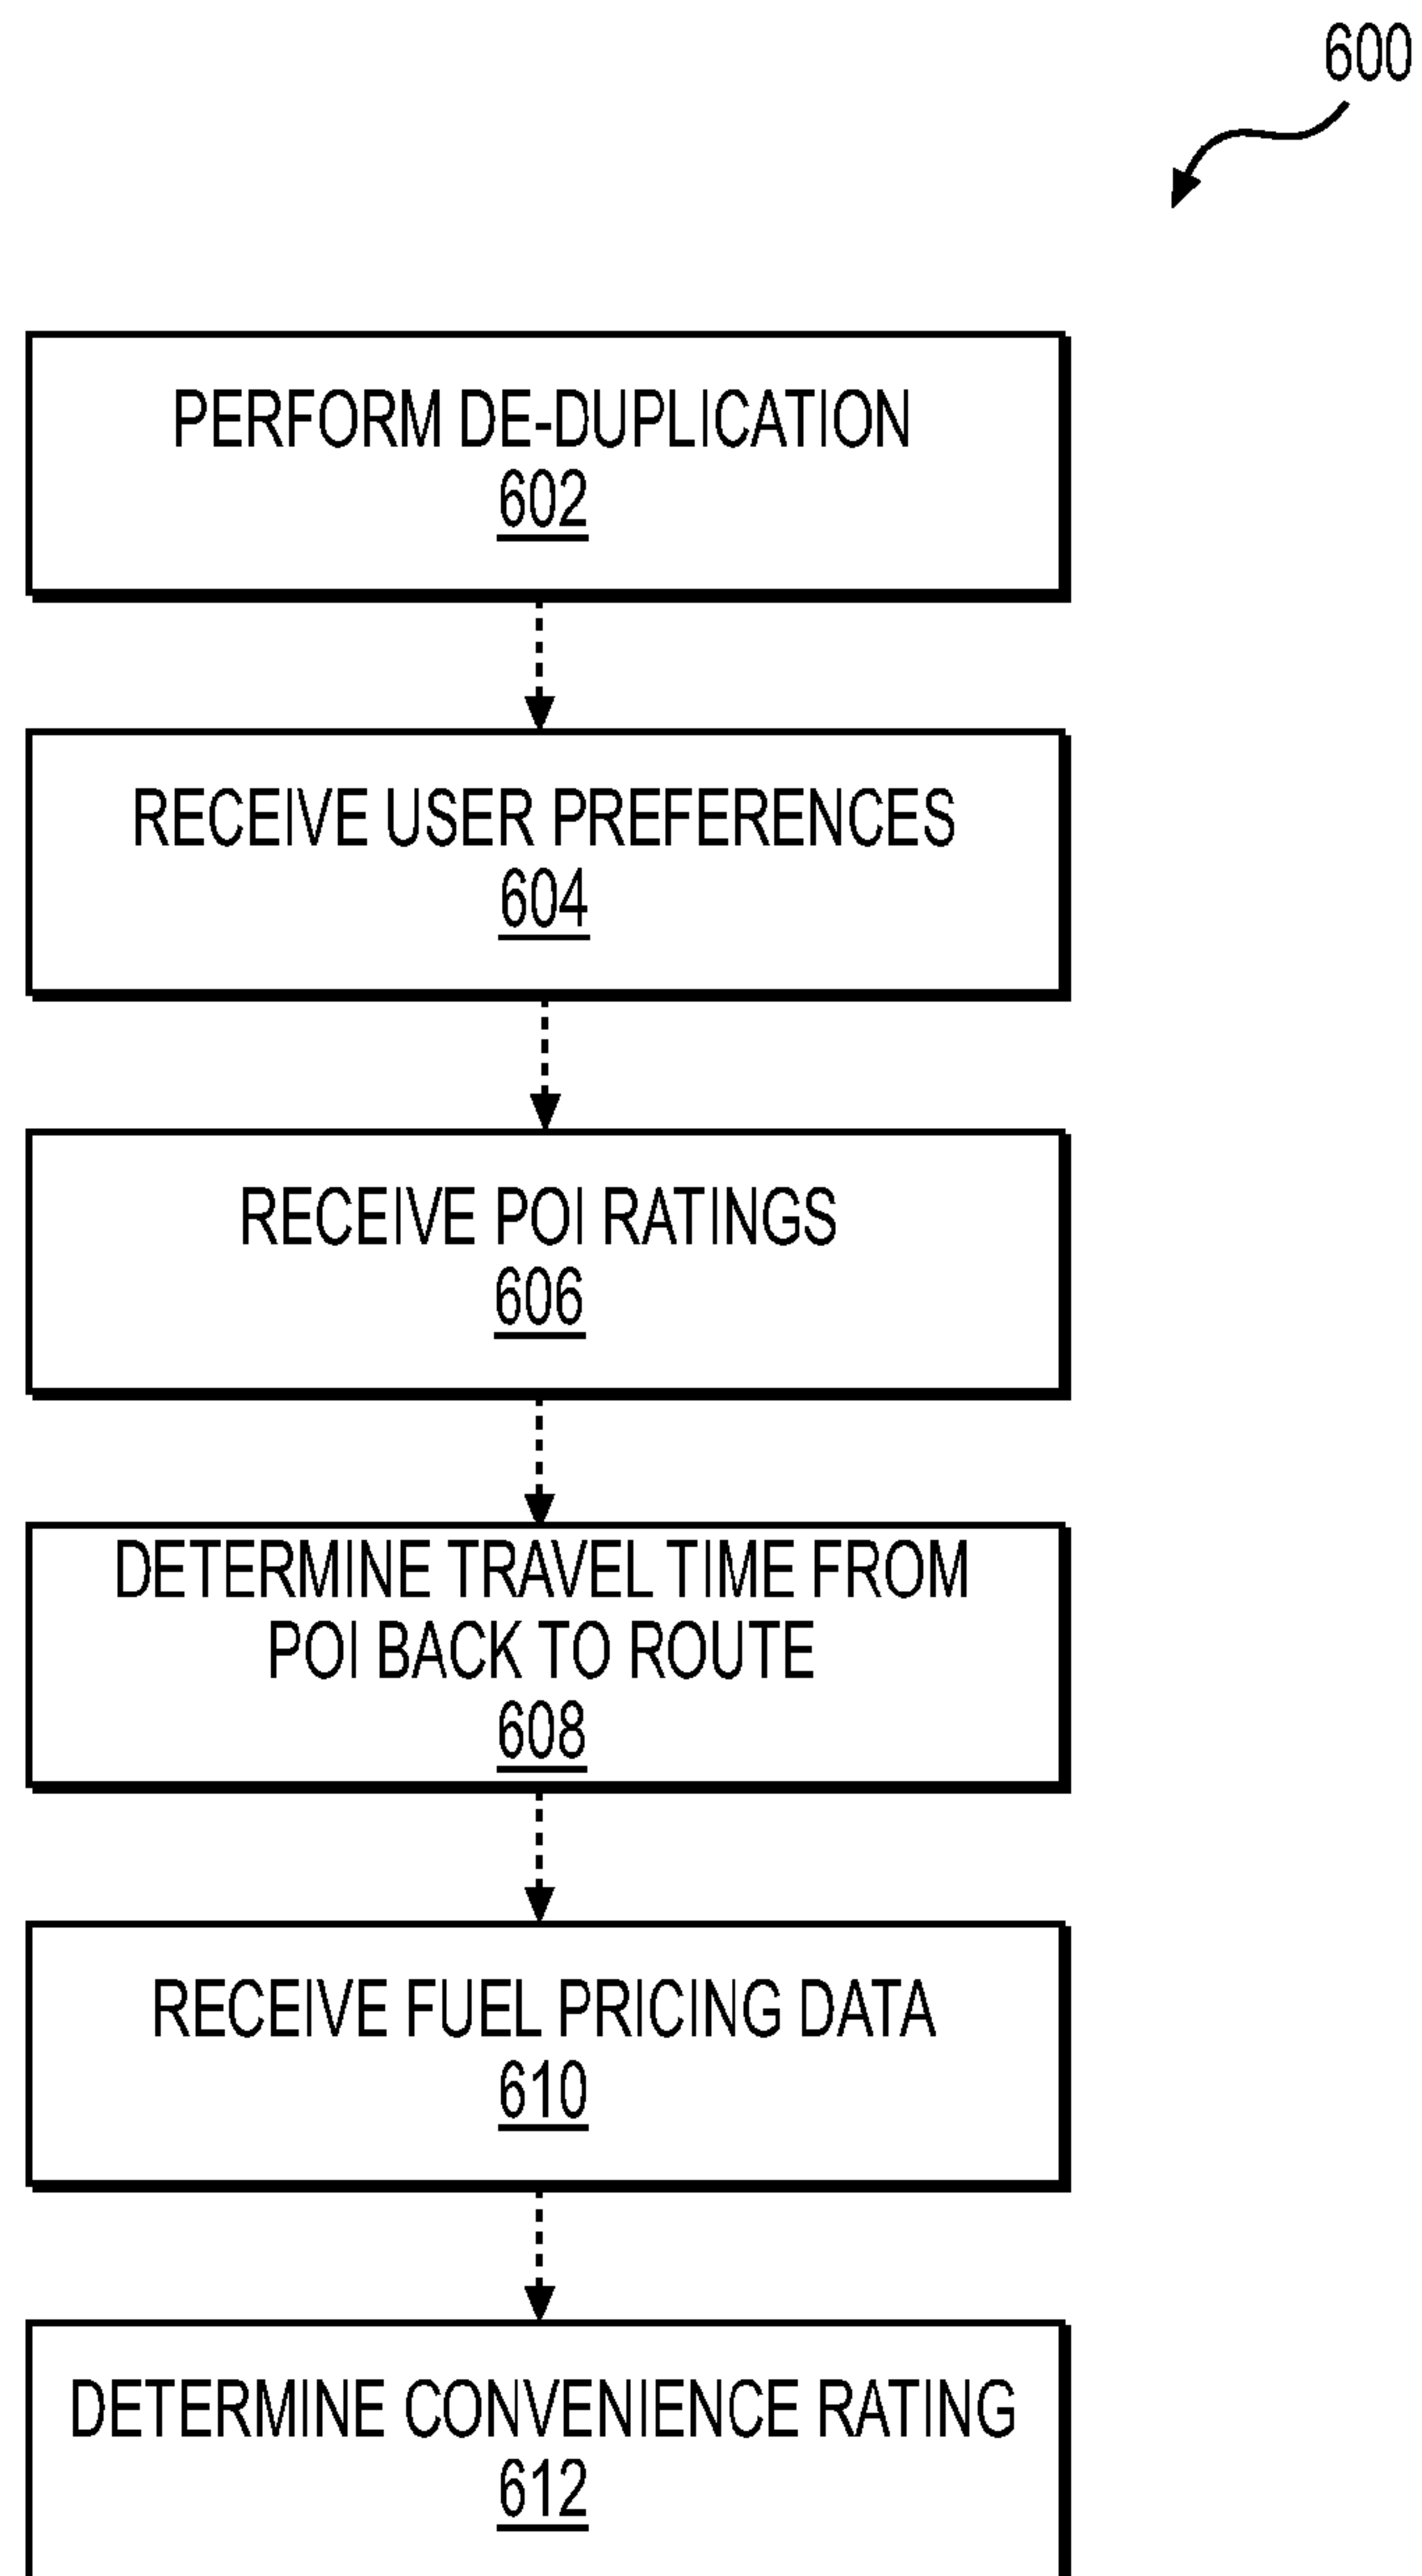 600
PERFORM DE-DUPLICATION
602
RECEIVE USER PREFERENCES
604
RECEIVE POI RATINGS
606
DETERMINE TRAVEL TIME FROM
POI BACK TO ROUTE
608
RECEIVE FUEL PRICING DATA
610
DETERMINE CONVENIENCE RATING
612